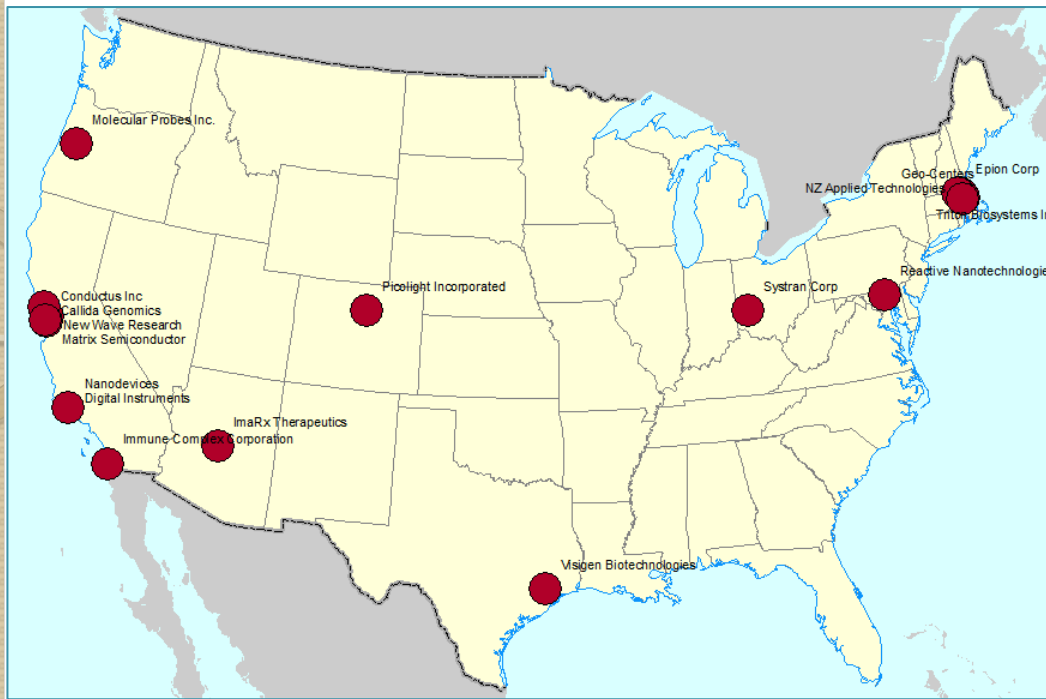 Molecular Probes Inc.
Epion Corp
Geo-Centers
NZ Applied Technologies
Triton Biosystems In
Reactive Nanotechnologie
Conductus Inc
Callida Genomics
New Wave Research
Matrix Semiconductor
Picolight Incorporated
Systran Corp
Nanodevices
Digital Instruments
ImaRx Therapeutics
Immune Complex Corporation
Visigen Biotechnologies